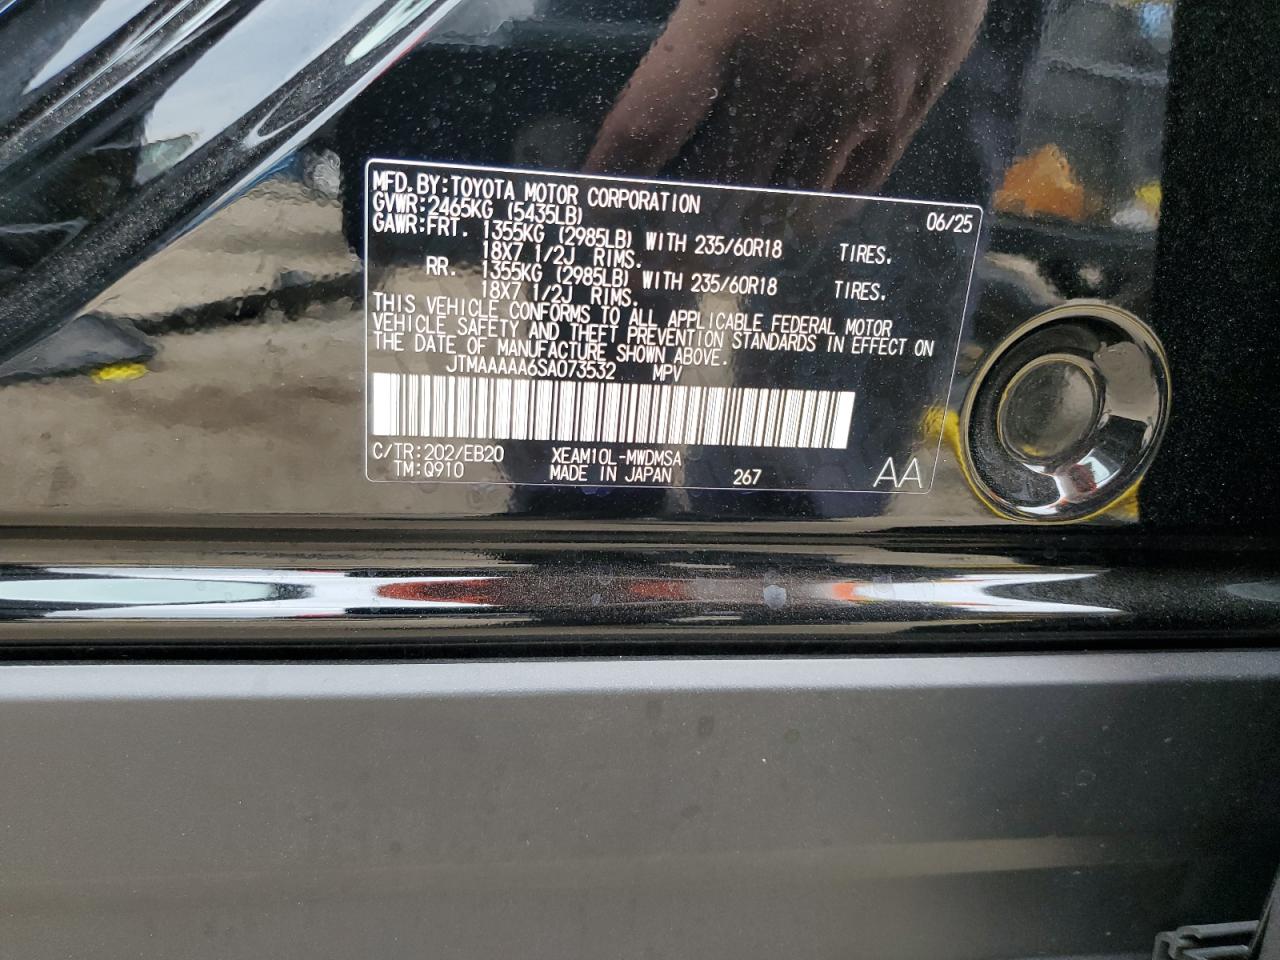 MFD.BY:TOYOTA MOTOR CORPORATION 06/25
GVWR:2465KG (5435LB)
GAWR:FRT. 1355KG (2985LB) WITH 235/60R18 TIRES.
18X7 1/2J RIMS.
RR. 1355KG (2985LB) WITH 235/60R18 TIRES.
18X7 1/2J RIMS.
THIS VEHICLE CONFORMS TO ALL APPLICABLE FEDERAL MOTOR
VEHICLE SAFETY AND THEFT PREVENTION STANDARDS IN EFFECT ON
THE DATE OF MANUFACTURE SHOWN ABOVE.
JTMAAAAA6SA073532 MPV
C/TR:202/EB20 XEAM10L-MWDMSA
TM:Q910 MADE IN JAPAN 267 AA